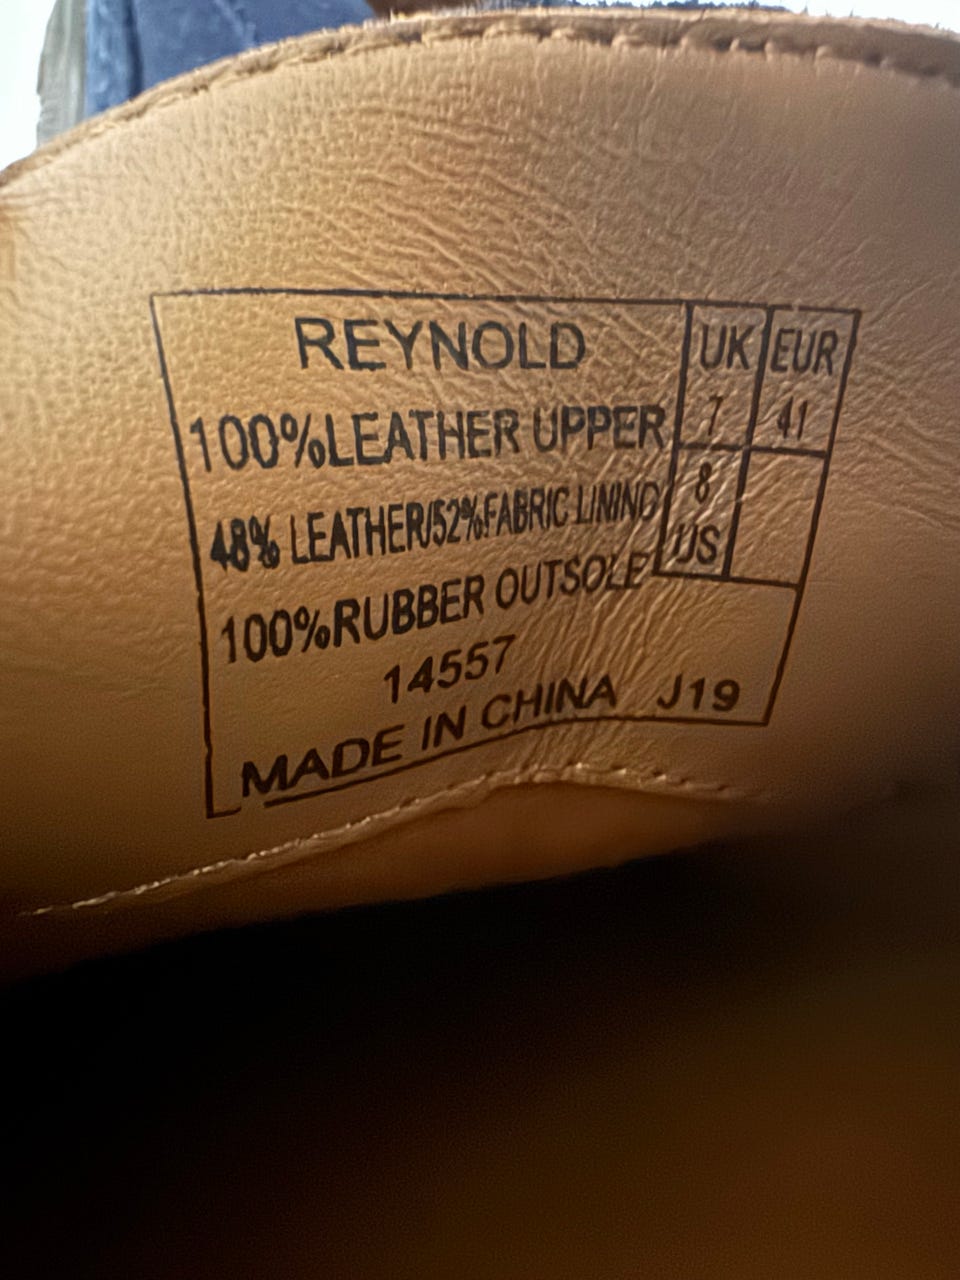 REYNOLD
100%LEATHER UPPER
48% LEATHER/52%FABRIC LINING
100%RUBBER OUTSOLE
14557
MADE IN CHINA J19
UK EUR
7 41
8
US